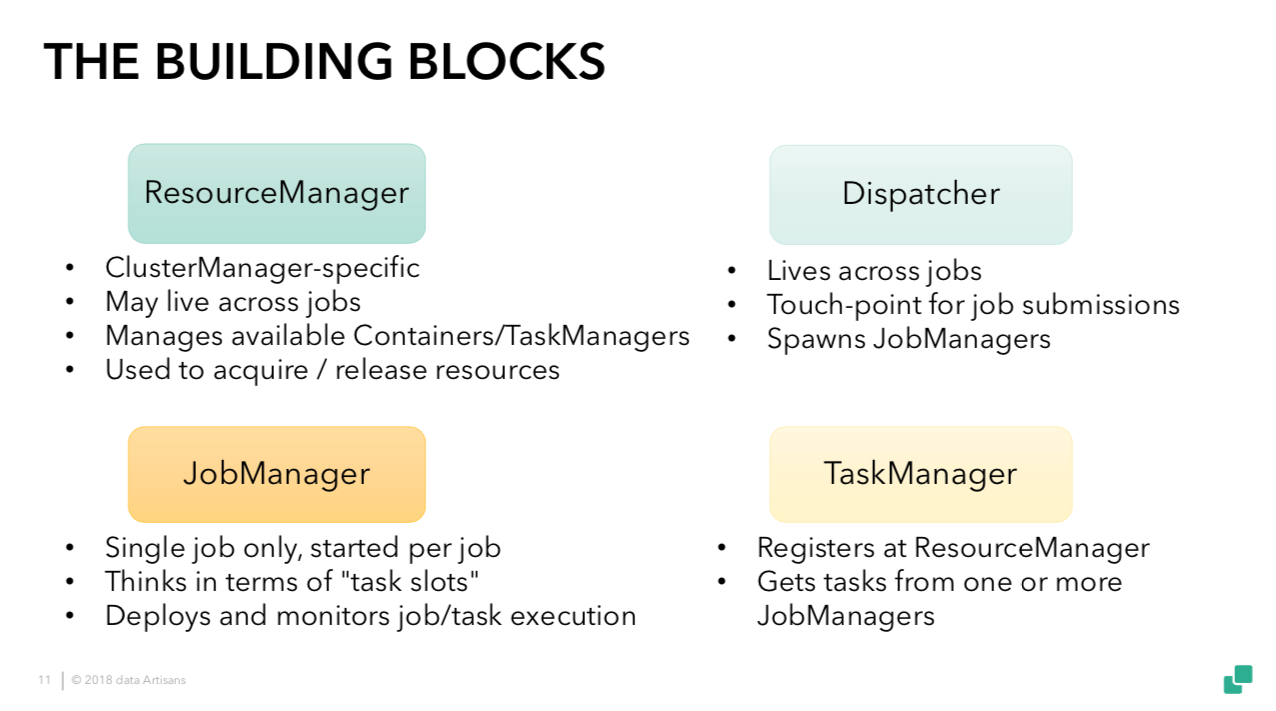 THE BUILDING BLOCKS
ResourceManager
• ClusterManager-specific
• May live across jobs
• Manages available Containers/TaskManagers
• Used to acquire / release resources
Dispatcher
• Lives across jobs
• Touch-point for job submissions
• Spawns JobManagers
JobManager
• Single job only, started per job
• Thinks in terms of "task slots"
• Deploys and monitors job/task execution
TaskManager
• Registers at ResourceManager
• Gets tasks from one or more
JobManagers
11 | © 2018 data Artisans